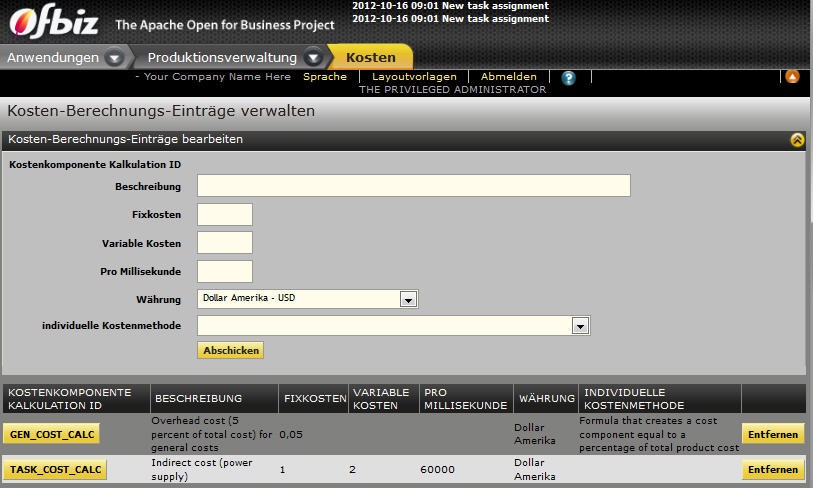 2012-10-16 09:01 New task assignment
2012-10-16 09:01 New task assignment
Ofbiz The Apache Open for Business Project
Anwendungen Produktionsverwaltung Kosten
- Your Company Name Here Sprache Layoutvorlagen Abmelden ?
THE PRIVILEGED ADMINISTRATOR
Kosten-Berechnungs-Einträge verwalten
Kosten-Berechnungs-Einträge bearbeiten
Kostenkomponente Kalkulation ID
Beschreibung
Fixkosten
Variable Kosten
Pro Millisekunde
Währung Dollar Amerika - USD
individuelle Kostenmethode
Abschicken
KOSTENKOMPONENTE KALKULATION ID BESCHREIBUNG FIXKOSTEN VARIABLE KOSTEN PRO MILLISEKUNDE WÄHRUNG INDIVIDUELLE KOSTENMETHODE
GEN_COST_CALC Overhead cost (5 percent of total cost) for general costs 0,05 Dollar Amerika Formula that creates a cost component equal to a percentage of total product cost Entfernen
TASK_COST_CALC Indirect cost (power supply) 1 2 60000 Dollar Amerika Entfernen